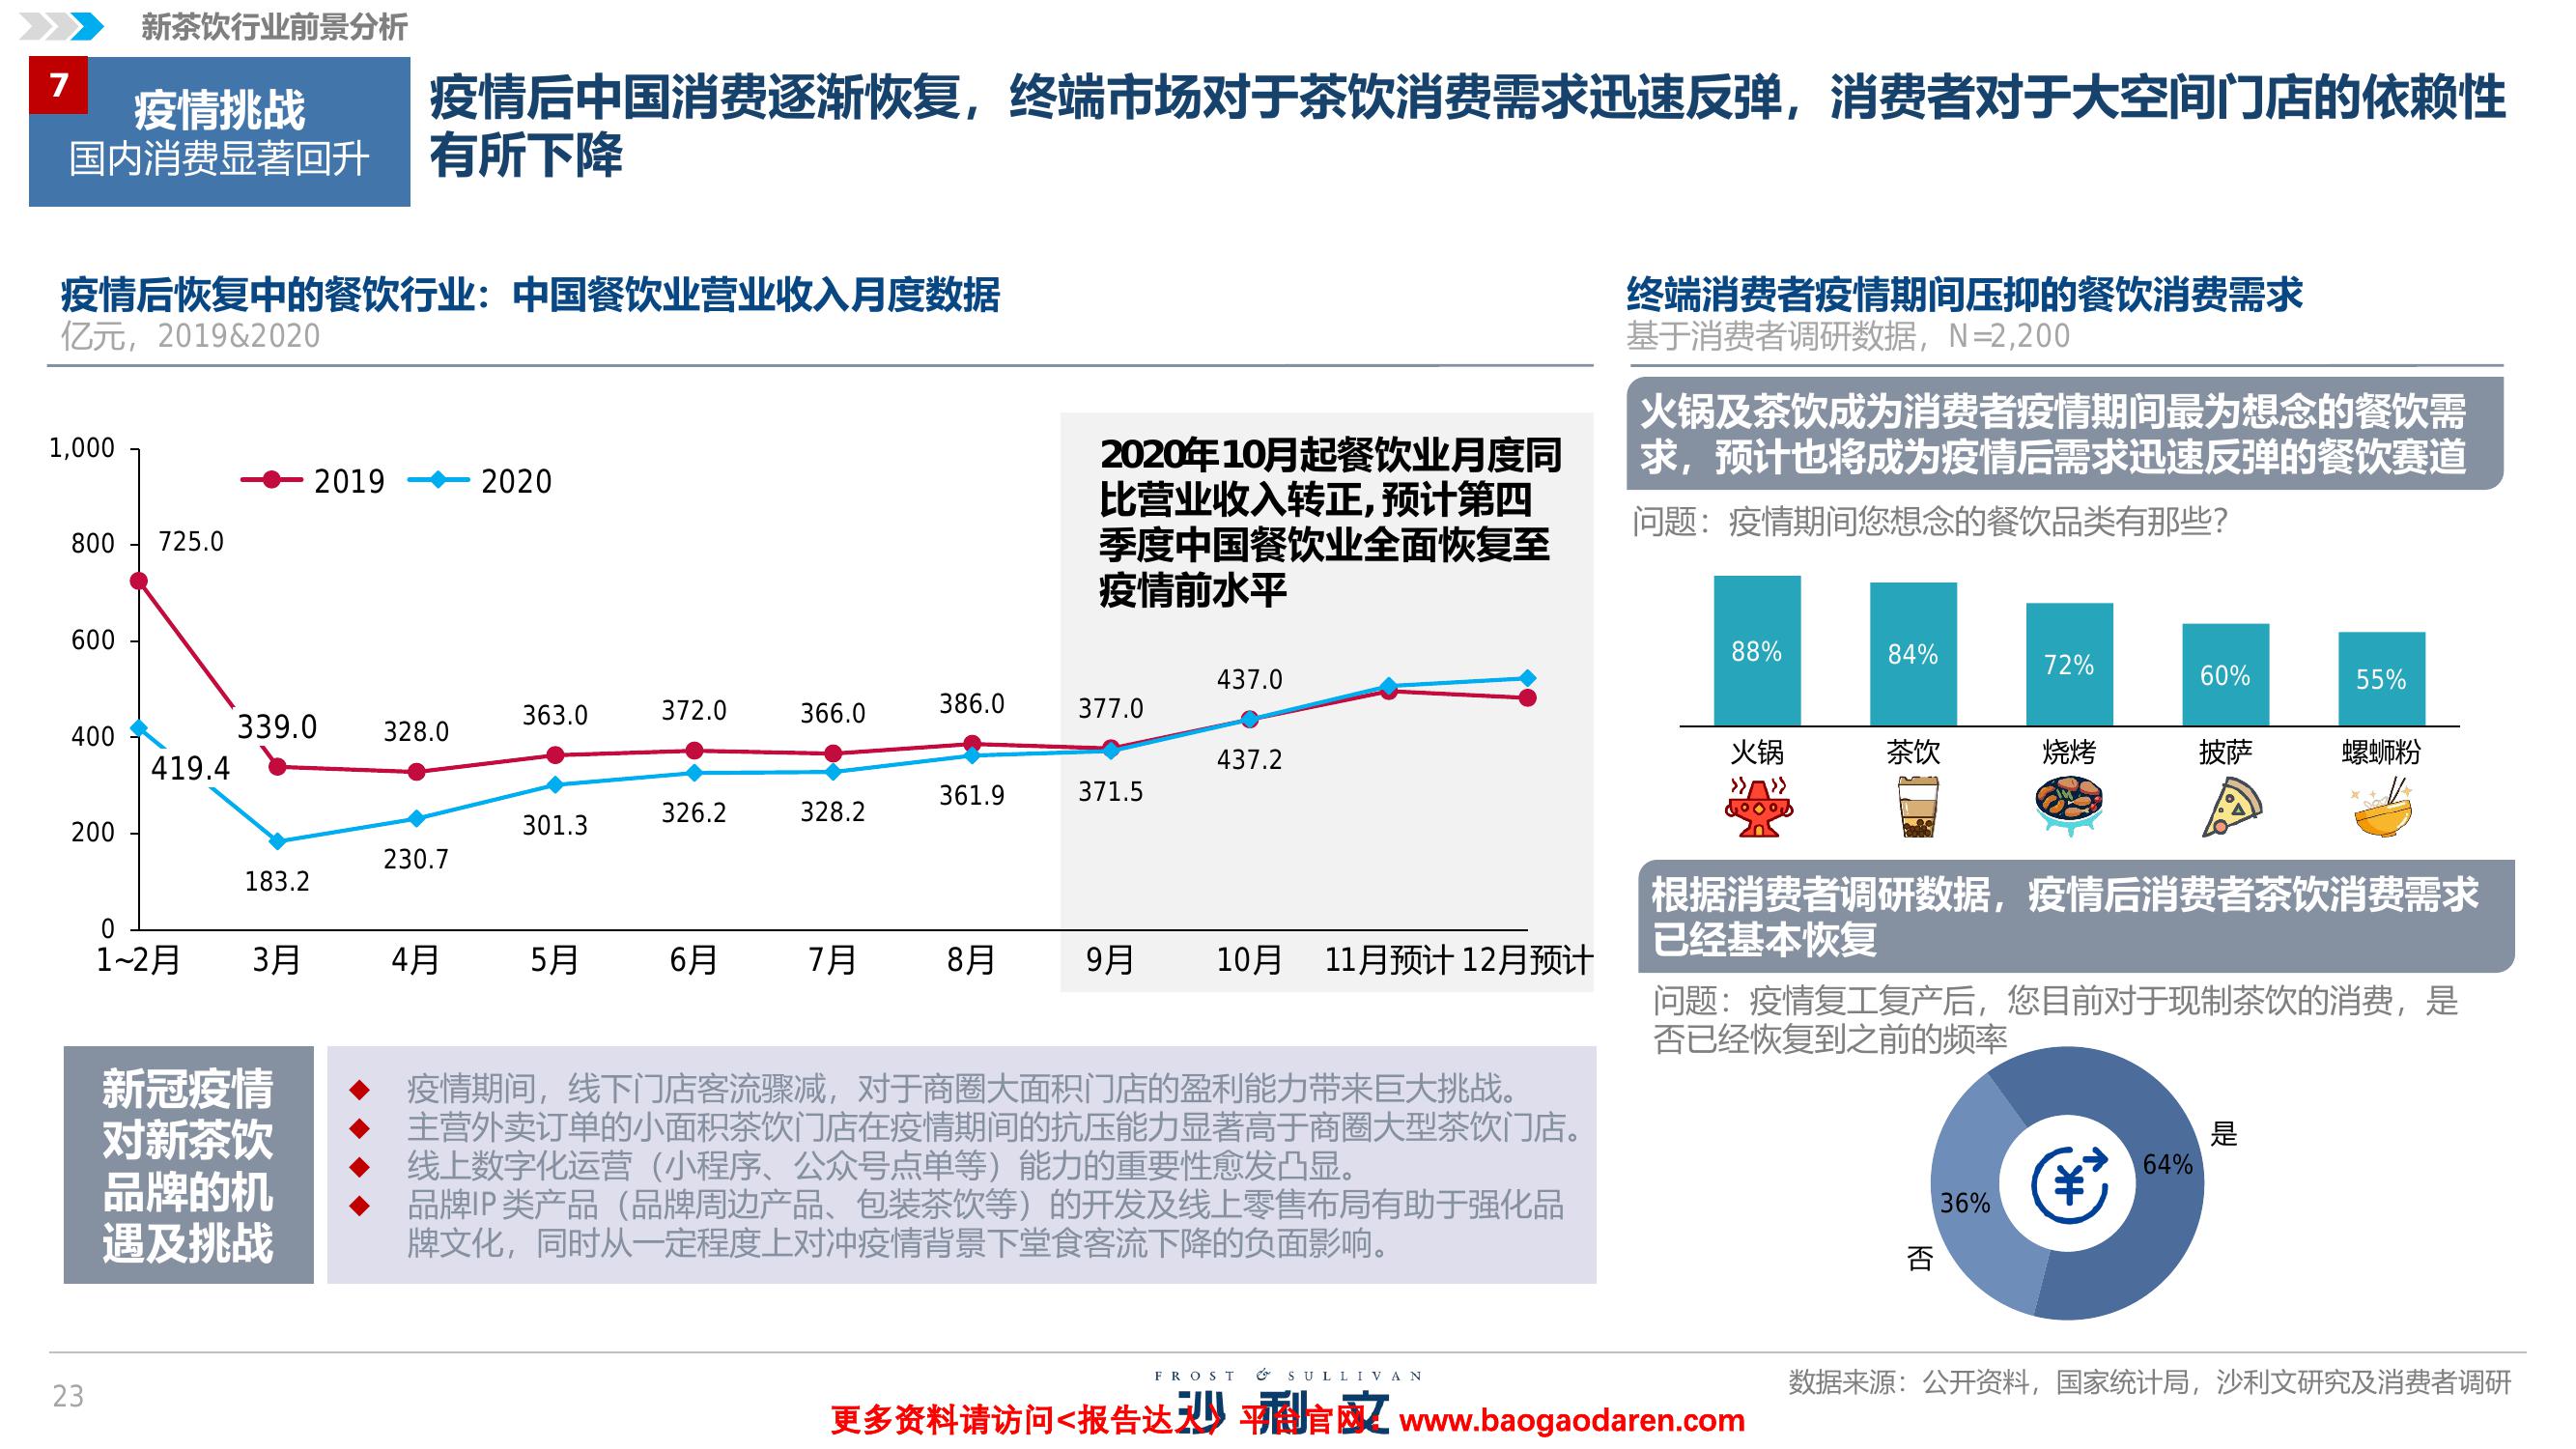 新茶饮行业前景分析
7
疫情挑战
国内消费显著回升
疫情后中国消费逐渐恢复，终端市场对于茶饮消费需求迅速反弹，消费者对于大空间门店的依赖性
有所下降
疫情后恢复中的餐饮行业：中国餐饮业营业收入月度数据
亿元，2019&2020
1,000
800
600
400
200
0
2019
2020
725.0
339.0
328.0
363.0
372.0
366.0
386.0
377.0
437.0
419.4
183.2
230.7
301.3
326.2
328.2
361.9
371.5
437.2
2020年10月起餐饮业月度同
比营业收入转正,预计第四
季度中国餐饮业全面恢复至
疫情前水平
1~2月
3月
4月
5月
6月
7月
8月
9月
10月
11月预计
12月预计
新冠疫情
对新茶饮
品牌的机
遇及挑战
疫情期间，线下门店客流骤减，对于商圈大面积门店的盈利能力带来巨大挑战。
主营外卖订单的小面积茶饮门店在疫情期间的抗压能力显著高于商圈大型茶饮门店。
线上数字化运营（小程序、公众号点单等）能力的重要性愈发凸显。
品牌IP类产品（品牌周边产品、包装茶饮等）的开发及线上零售布局有助于强化品
牌文化，同时从一定程度上对冲疫情背景下堂食客流下降的负面影响。
终端消费者疫情期间压抑的餐饮消费需求
基于消费者调研数据，N=2,200
火锅及茶饮成为消费者疫情期间最为想念的餐饮需
求，预计也将成为疫情后需求迅速反弹的餐饮赛道
问题：疫情期间您想念的餐饮品类有那些？
88%
84%
72%
60%
55%
火锅
茶饮
烧烤
披萨
螺蛳粉
根据消费者调研数据，疫情后消费者茶饮消费需求
已经基本恢复
问题：疫情复工复产后，您目前对于现制茶饮的消费，是
否已经恢复到之前的频率
是
64%
36%
否
¥
23
FROST & SULLIVAN
沙利文
更多资料请访问<报告达人〉平台官网：www.baogaodaren.com
数据来源：公开资料，国家统计局，沙利文研究及消费者调研